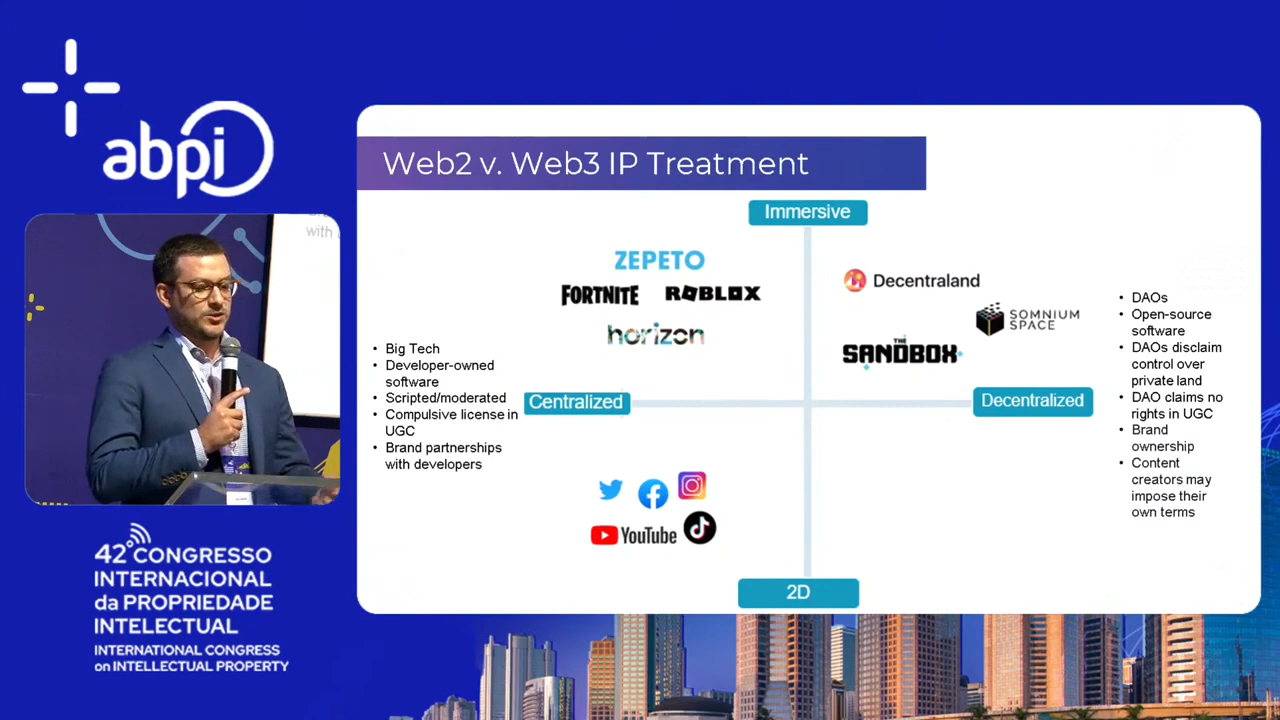 abpi
with
42º CONGRESSO
INTERNACIONAL
da PROPRIEDADE
INTELECTUAL
INTERNATIONAL CONGRESS
on INTELLECTUAL PROPERTY
Web2 v. Web3 IP Treatment
Immersive
ZEPETO
FORTNITE
ROBLOX
horizon
Decentraland
SOMNIUM
SPACE
THE
SANDBOX
• Big Tech
• Developer-owned
software
• Scripted/moderated
• Compulsive license in
UGC
• Brand partnerships
with developers
Centralized
Decentralized
• DAOs
• Open-source
software
• DAOs disclaim
control over
private land
• DAO claims no
rights in UGC
• Brand
ownership
• Content
creators may
impose their
own terms
YouTube
2D